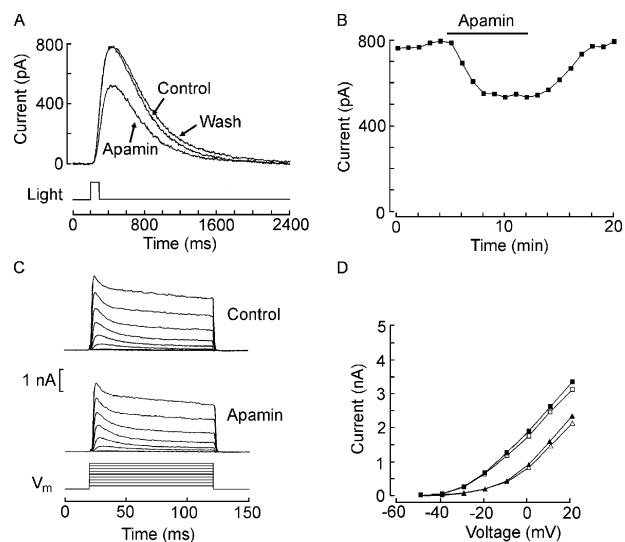 A
800
400
0
Current (pA)
Control
Wash
Apamin
Light
0 800 1600 2400
Time (ms)
B
Apamin
800
400
0
Current (pA)
0 10 20
Time (min)
C
Control
1 nA
Apamin
Vm
0 50 100 150
Time (ms)
D
5
4
3
2
1
0
Current (nA)
-60 -40 -20 0 20
Voltage (mV)